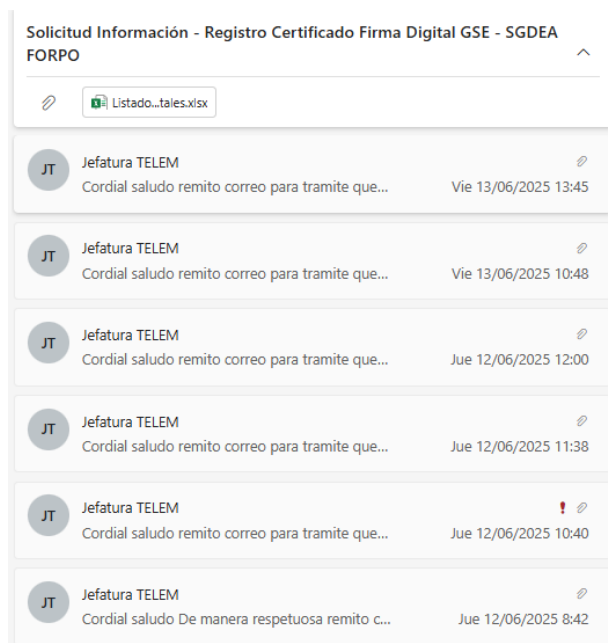 Solicitud Información - Registro Certificado Firma Digital GSE - SGDEA
FORPO
Listado...tales.xlsx
JT
Jefatura TELEM
Cordial saludo remito correo para tramite que... Vie 13/06/2025 13:45
JT
Jefatura TELEM
Cordial saludo remito correo para tramite que... Vie 13/06/2025 10:48
JT
Jefatura TELEM
Cordial saludo remito correo para tramite que... Jue 12/06/2025 12:00
JT
Jefatura TELEM
Cordial saludo remito correo para tramite que... Jue 12/06/2025 11:38
JT
Jefatura TELEM
Cordial saludo remito correo para tramite que... Jue 12/06/2025 10:40
JT
Jefatura TELEM
Cordial saludo De manera respetuosa remito c... Jue 12/06/2025 8:42